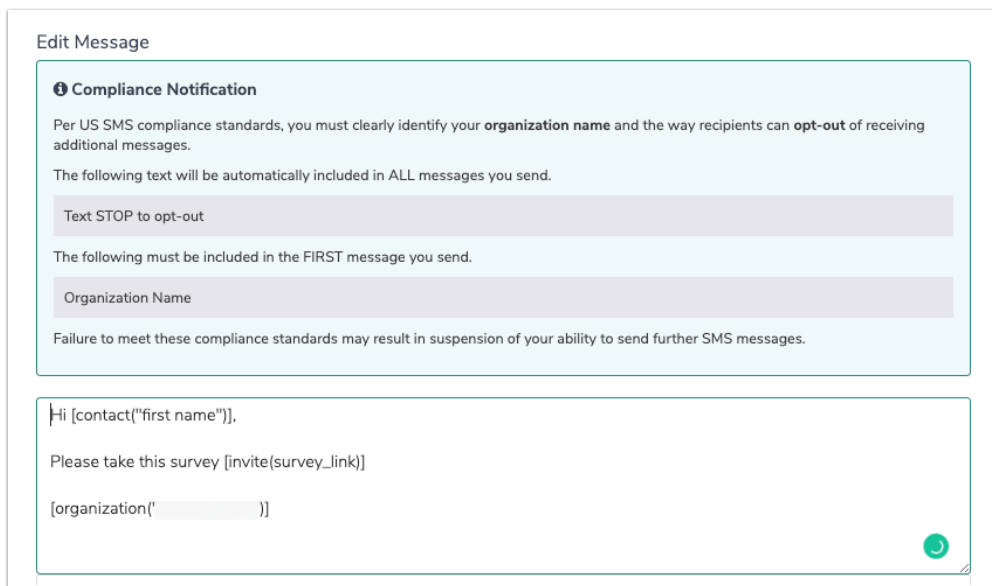 Edit Message
Compliance Notification
Per US SMS compliance standards, you must clearly identify your organization name and the way recipients can opt-out of receiving
additional messages.
The following text will be automatically included in ALL messages you send.
Text STOP to opt-out
The following must be included in the FIRST message you send.
Organization Name
Failure to meet these compliance standards may result in suspension of your ability to send further SMS messages.
Hi [contact("first name")],
Please take this survey [invite(survey_link)]
[organization(' )]